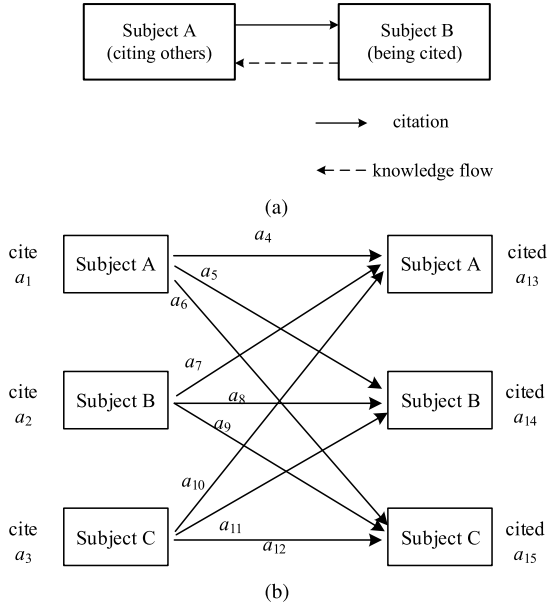 Subject A
(citing others)
Subject B
(being cited)
citation
knowledge flow
(a)
cite
a1
Subject A
a4
a5
a6
Subject A
cited
a13
cite
a2
Subject B
a7
a8
a9
Subject B
cited
a14
cite
a3
Subject C
a10
a11
a12
Subject C
cited
a15
(b)